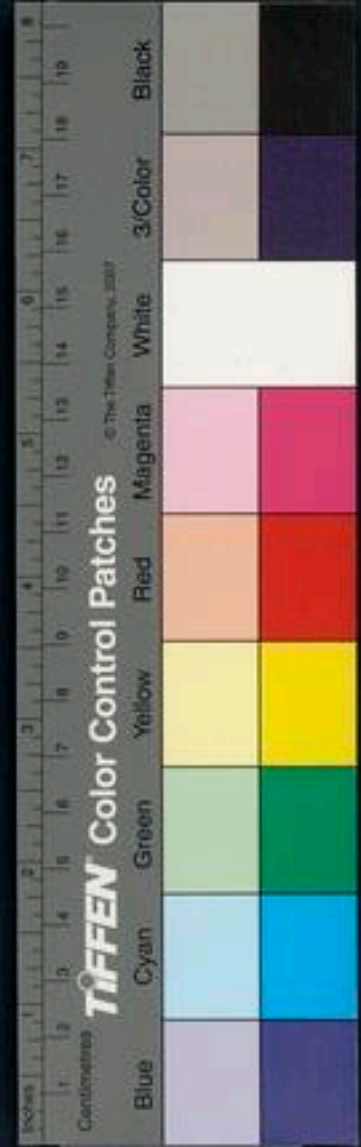 Inches 1 2 3 4 5 6 7 8
Centimetres 1 2 3 4 5 6 7 8 9 10 11 12 13 14 15 16 17 18 19
TIFFEN Color Control Patches © The Tiffen Company, 2007
Blue Cyan Green Yellow Red Magenta White 3/Color Black